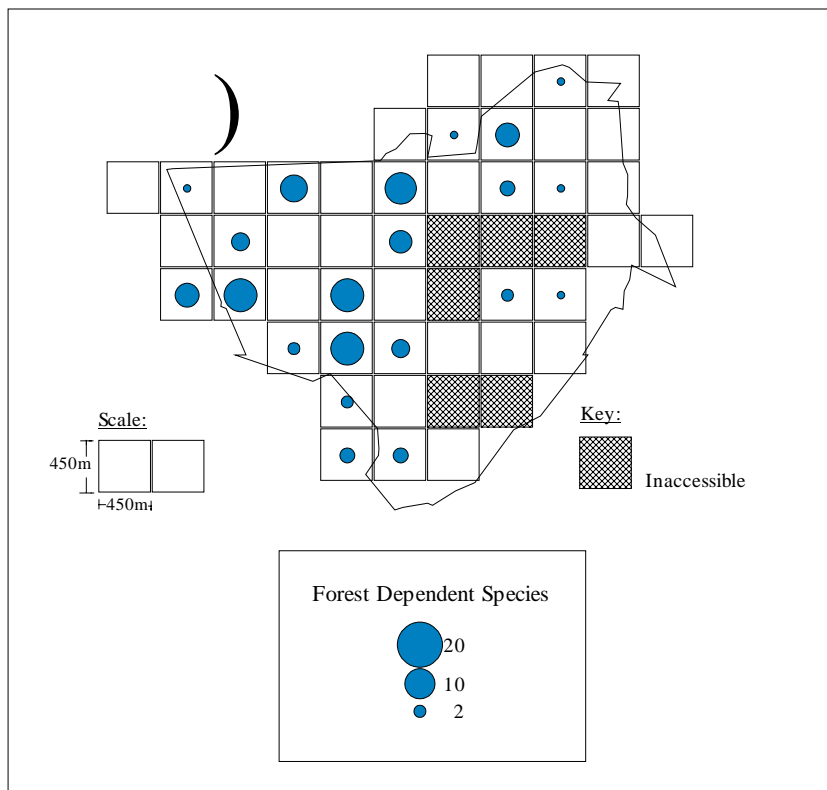 Scale:
450m
450m
Key:
Inaccessible
Forest Dependent Species
20
10
2